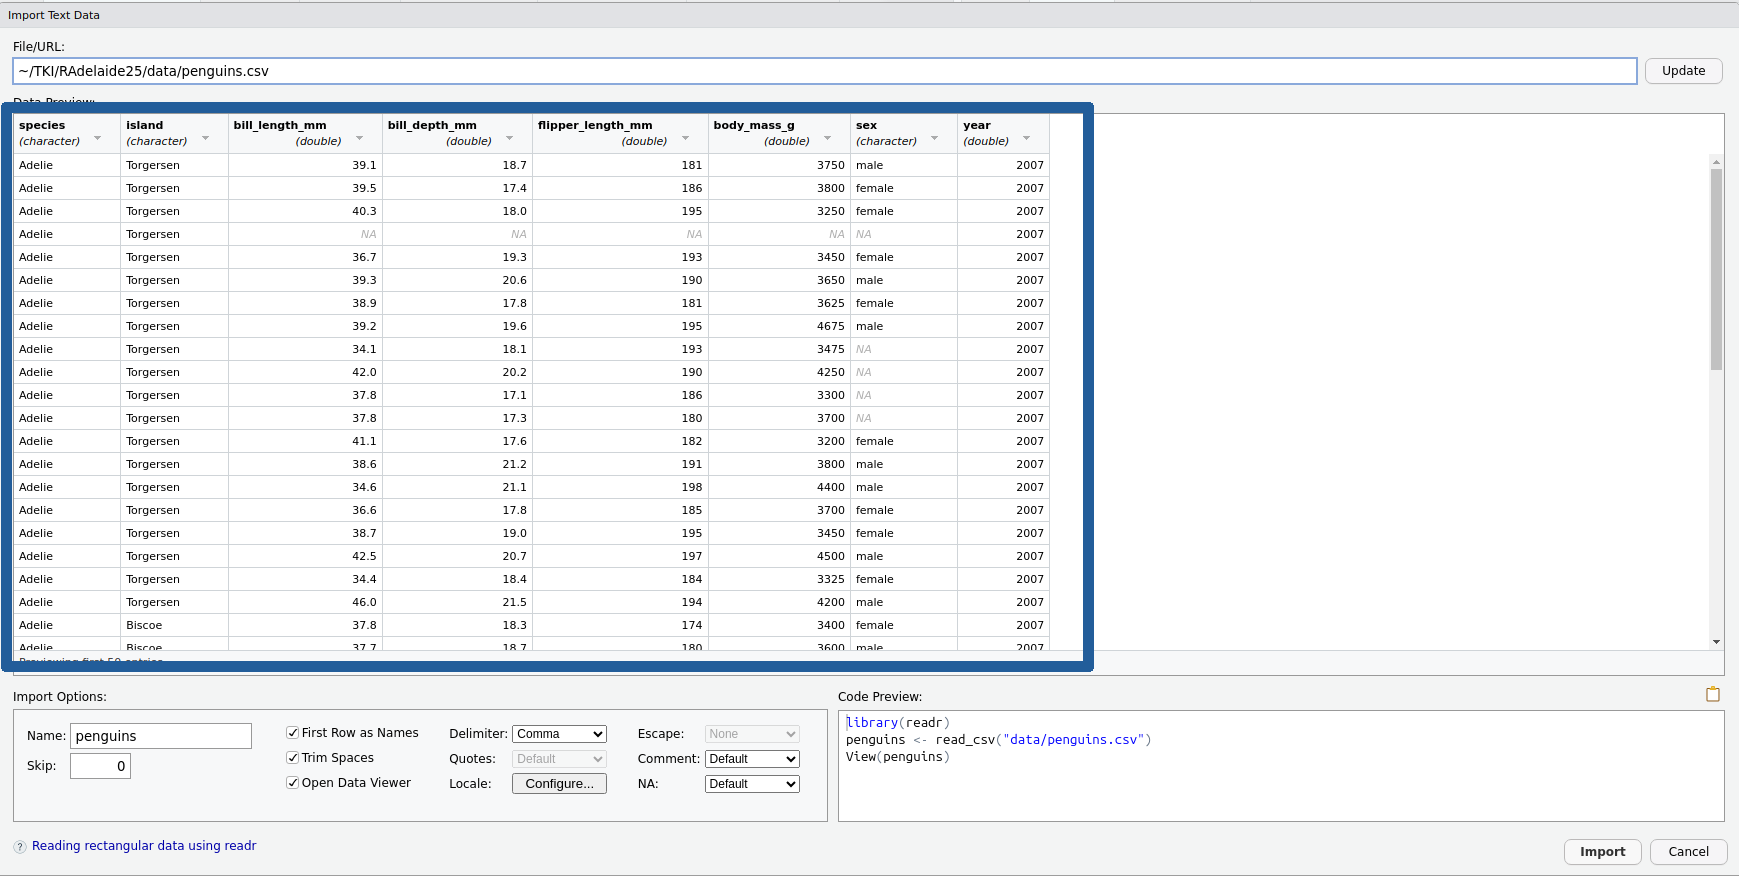 Import Text Data
File/URL:
~/TKI/RAdelaide25/data/penguins.csv Update
Data Preview:
species island bill_length_mm bill_depth_mm flipper_length_mm body_mass_g sex year
(character) (character) (double) (double) (double) (double) (character) (double)
Adelie Torgersen 39.1 18.7 181 3750 male 2007
Adelie Torgersen 39.5 17.4 186 3800 female 2007
Adelie Torgersen 40.3 18.0 195 3250 female 2007
Adelie Torgersen NA NA NA NA NA 2007
Adelie Torgersen 36.7 19.3 193 3450 female 2007
Adelie Torgersen 39.3 20.6 190 3650 male 2007
Adelie Torgersen 38.9 17.8 181 3625 female 2007
Adelie Torgersen 39.2 19.6 195 4675 male 2007
Adelie Torgersen 34.1 18.1 193 3475 NA 2007
Adelie Torgersen 42.0 20.2 190 4250 NA 2007
Adelie Torgersen 37.8 17.1 186 3300 NA 2007
Adelie Torgersen 37.8 17.3 180 3700 NA 2007
Adelie Torgersen 41.1 17.6 182 3200 female 2007
Adelie Torgersen 38.6 21.2 191 3800 male 2007
Adelie Torgersen 34.6 21.1 198 4400 male 2007
Adelie Torgersen 36.6 17.8 185 3700 female 2007
Adelie Torgersen 38.7 19.0 195 3450 female 2007
Adelie Torgersen 42.5 20.7 197 4500 male 2007
Adelie Torgersen 34.4 18.4 184 3325 female 2007
Adelie Torgersen 46.0 21.5 194 4200 male 2007
Adelie Biscoe 37.8 18.3 174 3400 female 2007
Adelie Biscoe 37.7 18.7 180 3600 male 2007
Previewing first 50 entries.
Import Options:
Name: penguins
Skip: 0
First Row as Names
Trim Spaces
Open Data Viewer
Delimiter: Comma
Quotes: Default
Locale: Configure...
Escape: None
Comment: Default
NA: Default
Code Preview:
library(readr)
penguins <- read_csv("data/penguins.csv")
View(penguins)
? Reading rectangular data using readr
Import Cancel